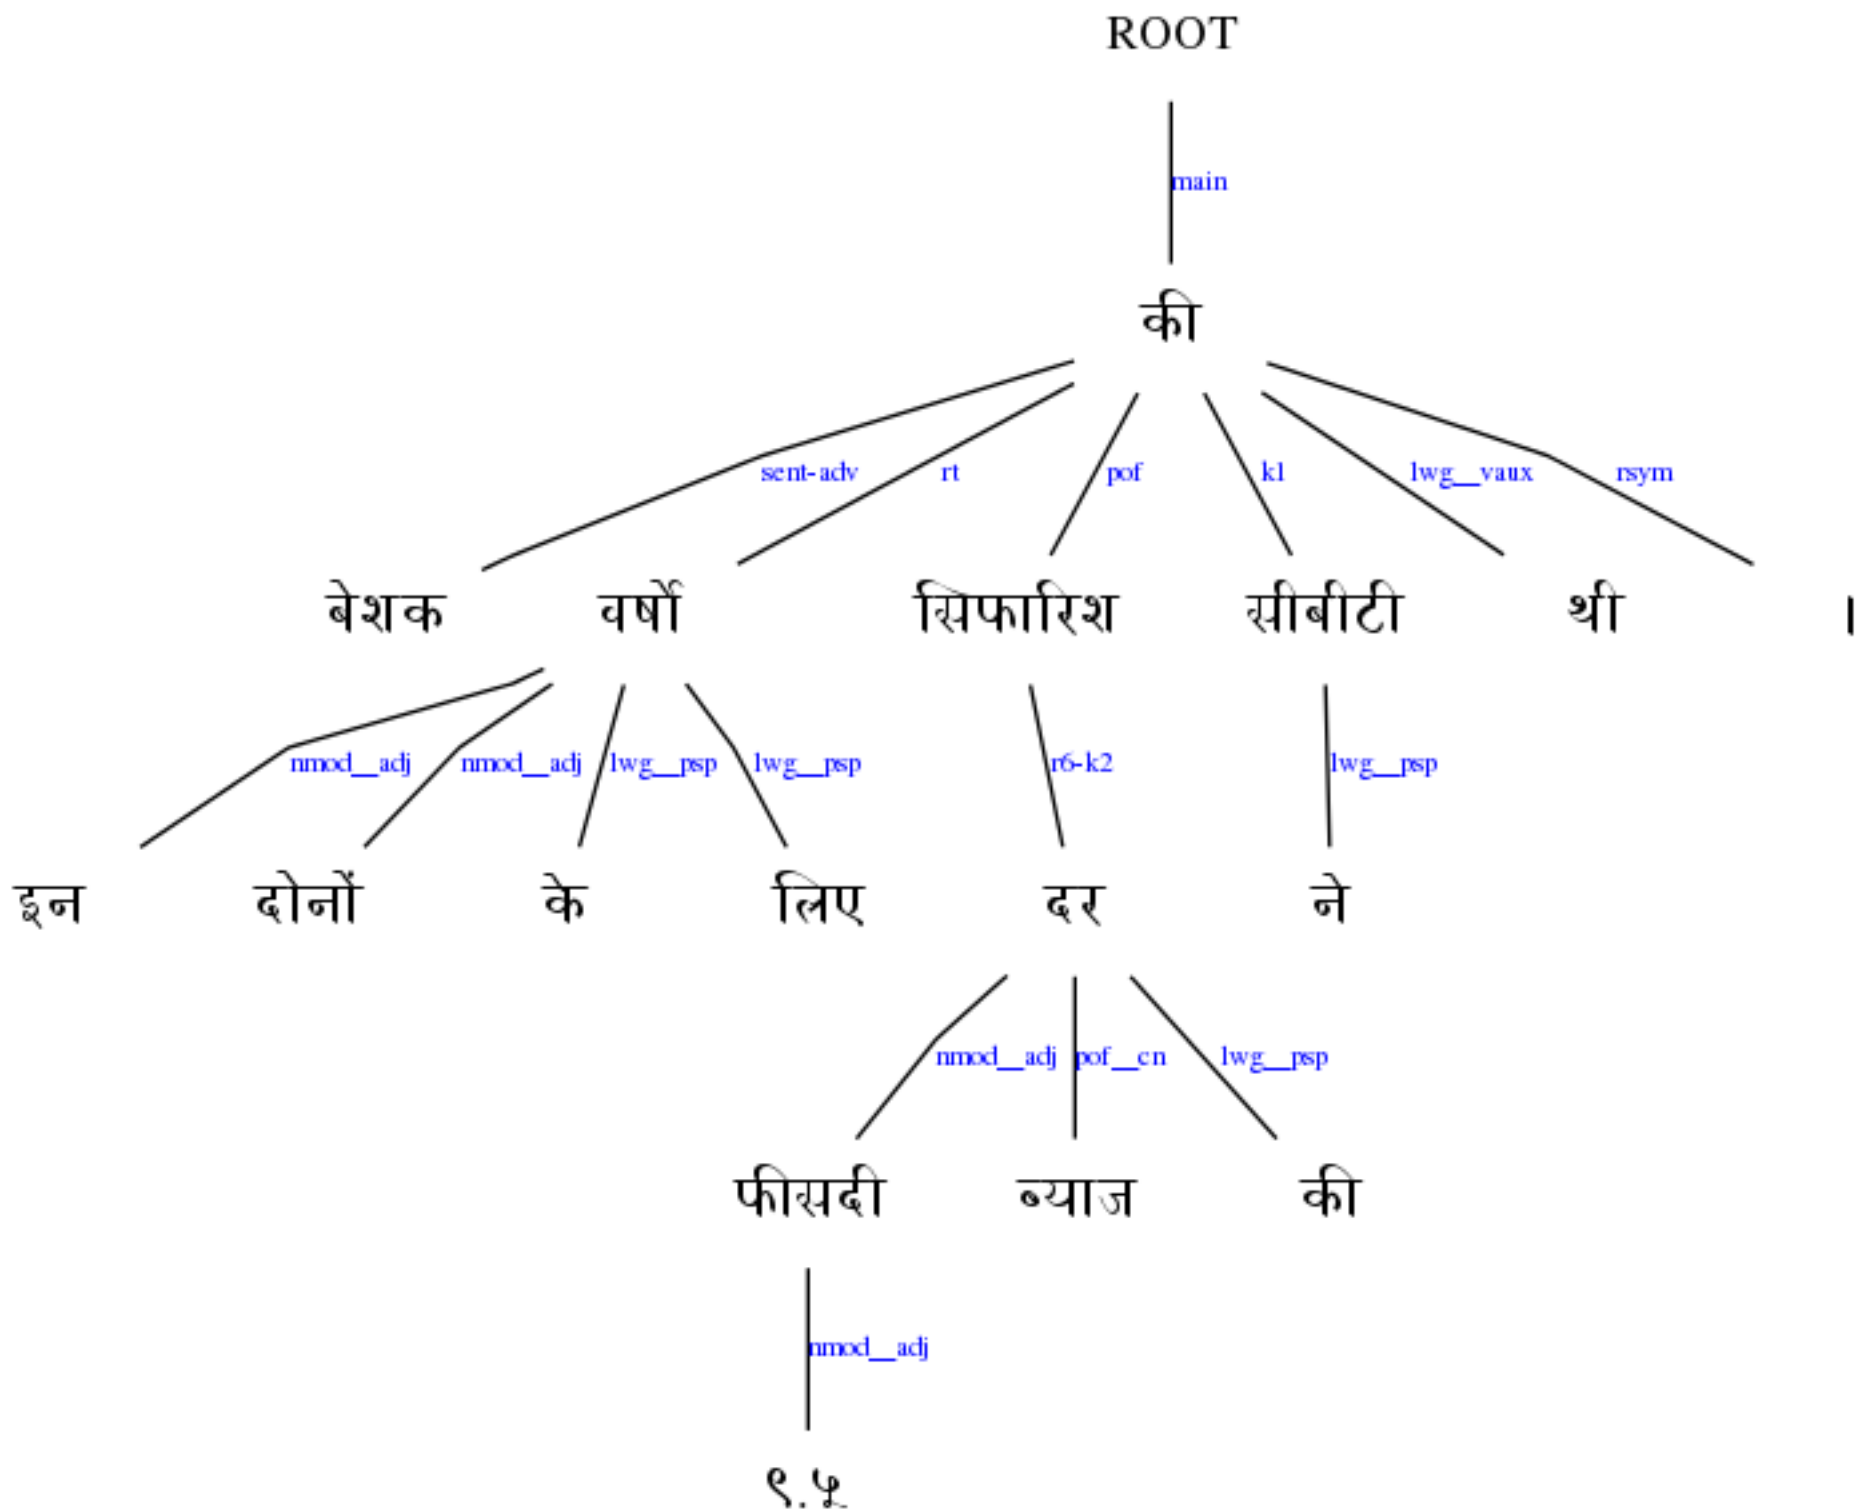 ROOT
main
की
sent-adv rt pof k1 lwg__vaux rsym
बेशक वर्षों सिफारिश सीबीटी थी ।
nmod__adj nmod__adj lwg__psp lwg__psp r6-k2 lwg__psp
इन दोनों के लिए दर ने
nmod__adj pof__cn lwg__psp
फीसदी ब्याज की
nmod__adj
९.५